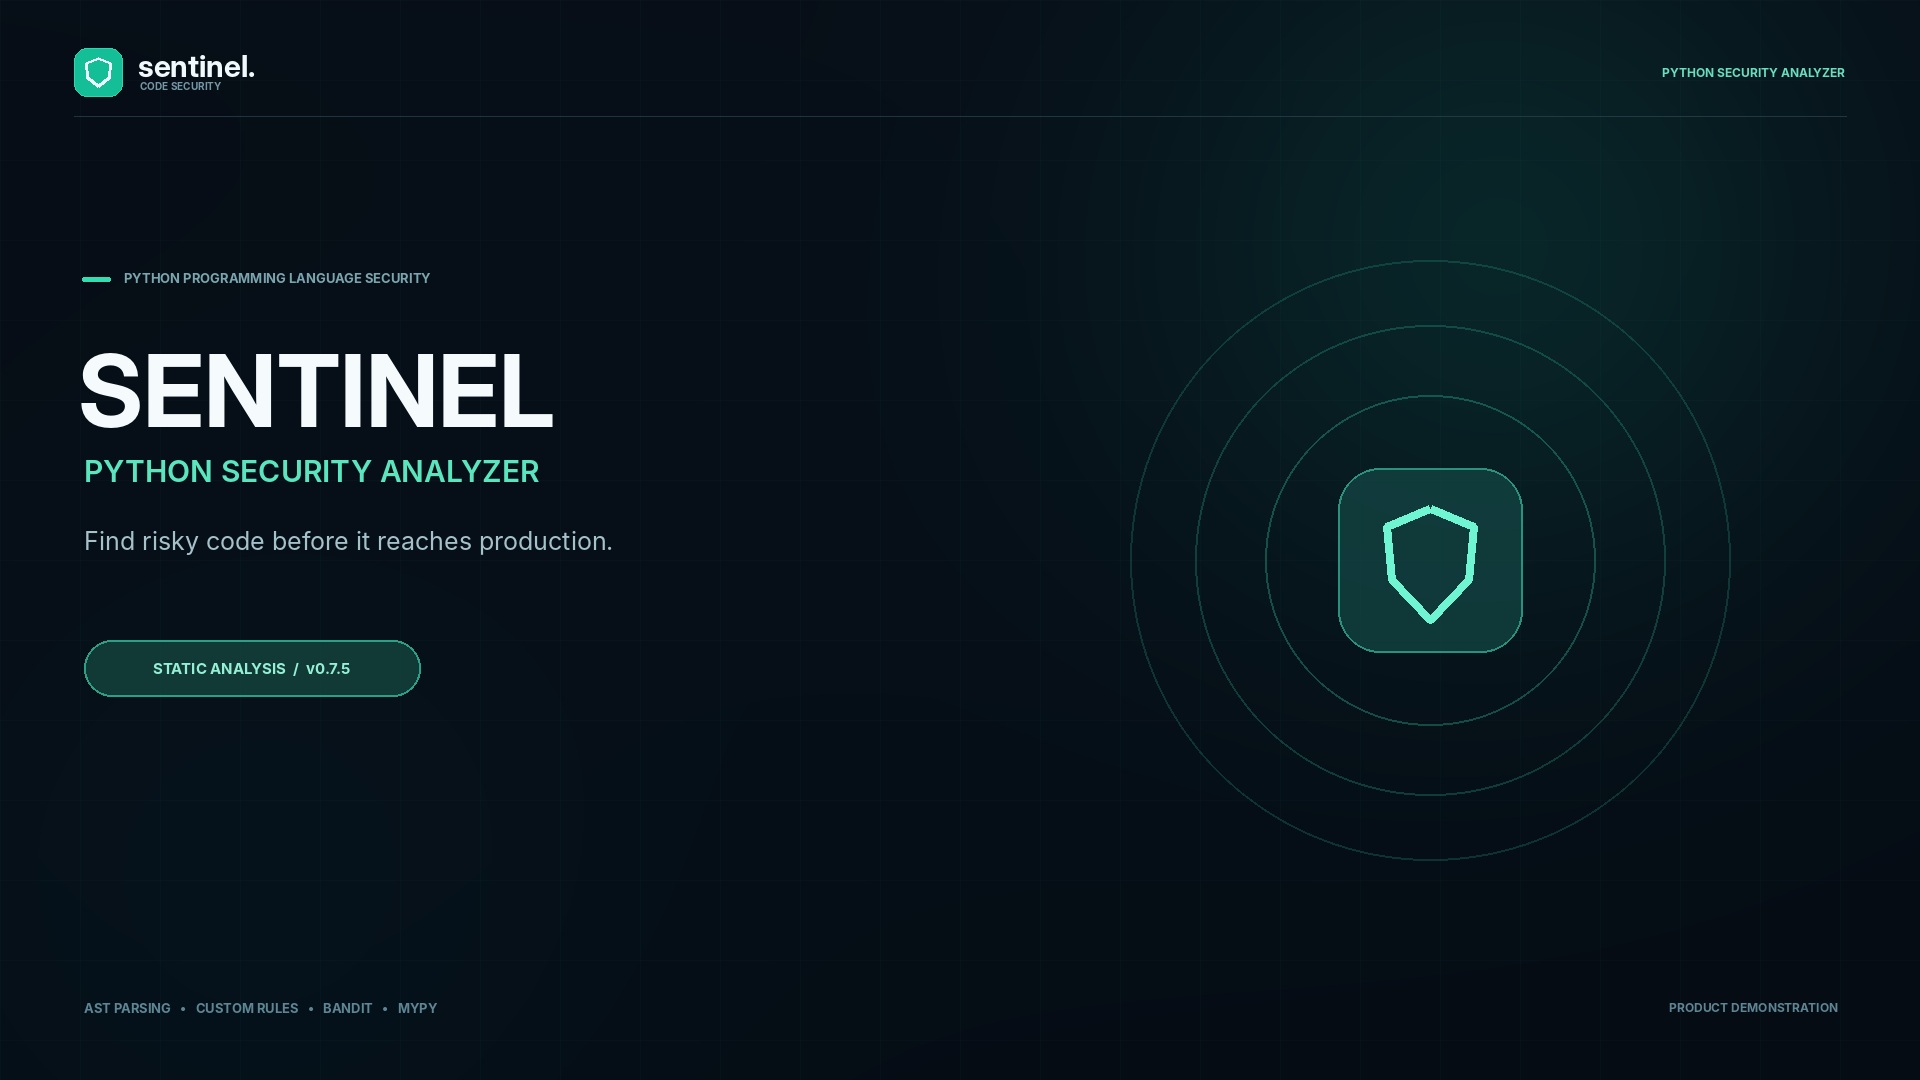 sentinel.
CODE SECURITY
PYTHON SECURITY ANALYZER
PYTHON PROGRAMMING LANGUAGE SECURITY
SENTINEL
PYTHON SECURITY ANALYZER
Find risky code before it reaches production.
STATIC ANALYSIS / v0.7.5
AST PARSING • CUSTOM RULES • BANDIT • MYPY
PRODUCT DEMONSTRATION